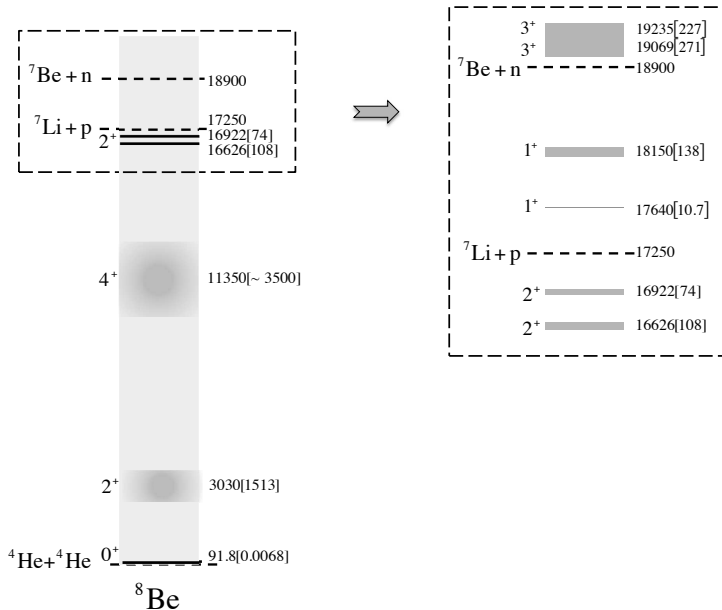 ⁷Be + n 18900
⁷Li + p 17250
2⁺ 16922[74]
16626[108]
4⁺ 11350[~ 3500]
2⁺ 3030[1513]
⁴He+⁴He 0⁺ 91.8[0.0068]
⁸Be
3⁺ 19235[227]
3⁺ 19069[271]
⁷Be + n 18900
1⁺ 18150[138]
1⁺ 17640[10.7]
⁷Li + p 17250
2⁺ 16922[74]
2⁺ 16626[108]